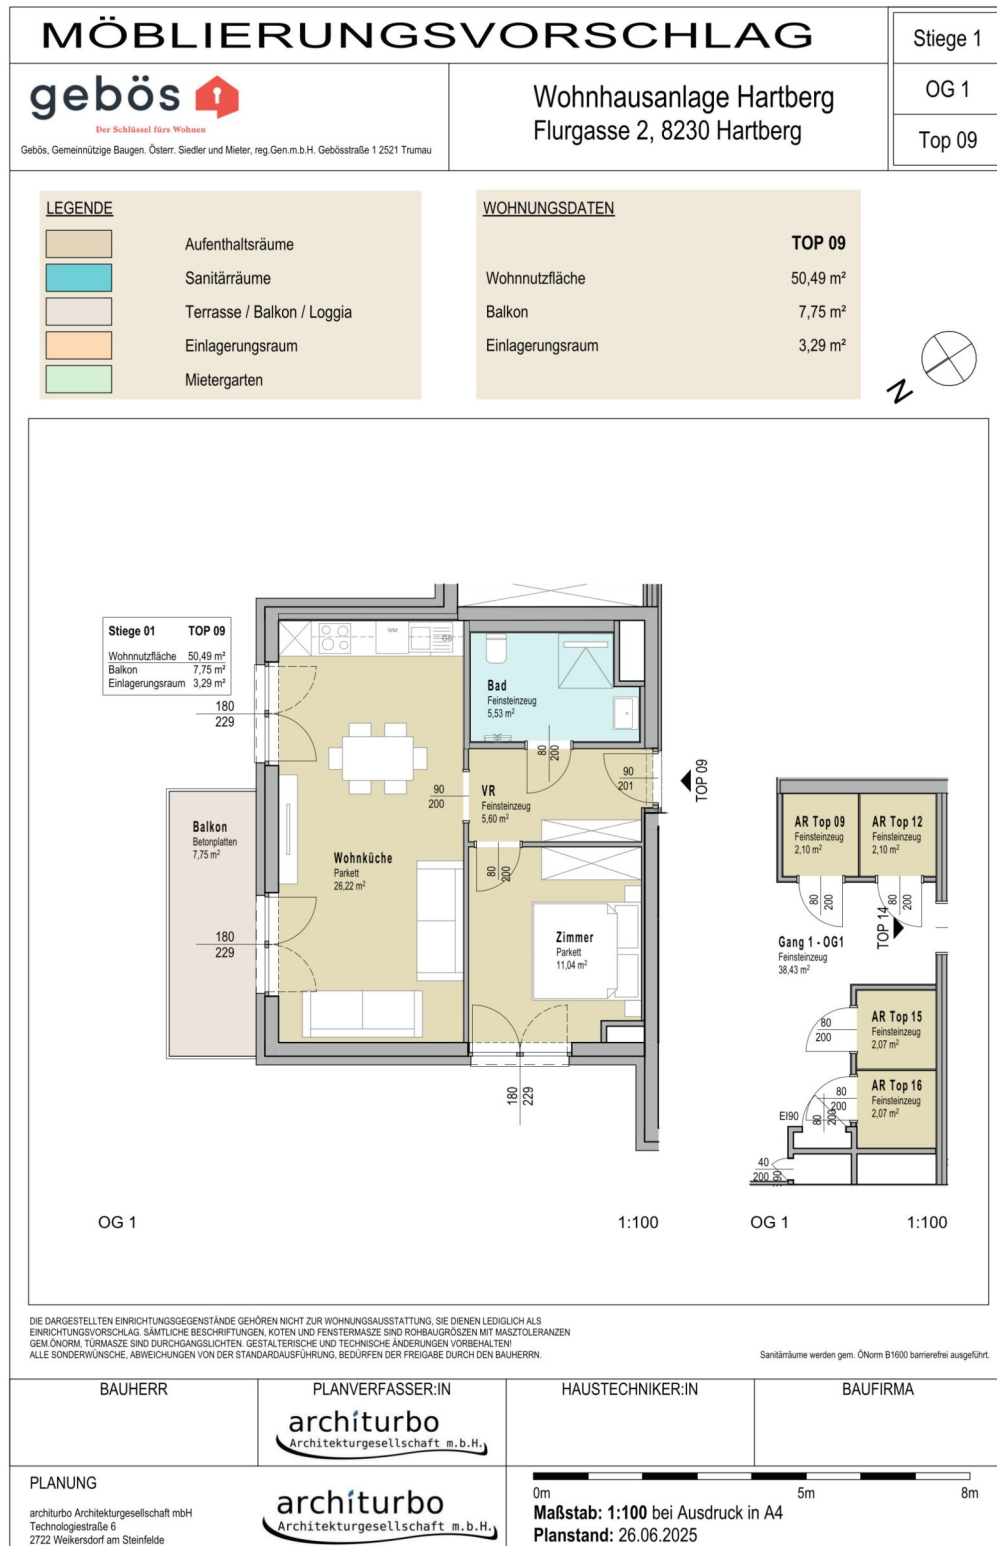 MÖBLIERUNGSVORSCHLAG
Stiege 1
OG 1
Top 09
gebös
Der Schlüssel fürs Wohnen
Gebös, Gemeinnützige Baugen. Österr. Siedler und Mieter, reg.Gen.m.b.H. Gebösstraße 1 2521 Trumau
Wohnhausanlage Hartberg
Flurgasse 2, 8230 Hartberg
LEGENDE
Aufenthaltsräume
Sanitärräume
Terrasse / Balkon / Loggia
Einlagerungsraum
Mietergarten
WOHNUNGSDATEN
TOP 09
Wohnnutzfläche 50,49 m²
Balkon 7,75 m²
Einlagerungsraum 3,29 m²
N
Stiege 01 TOP 09
Wohnnutzfläche 50,49 m²
Balkon 7,75 m²
Einlagerungsraum 3,29 m²
180
229
WM
GS
Bad
Feinsteinzeug
5,53 m²
80
200
90
201
TOP 09
90
200
VR
Feinsteinzeug
5,60 m²
Balkon
Betonplatten
7,75 m²
Wohnküche
Parkett
26,22 m²
80
200
180
229
Zimmer
Parkett
11,04 m²
180
229
AR Top 09
Feinsteinzeug
2,10 m²
AR Top 12
Feinsteinzeug
2,10 m²
80
200
80
200
TOP 14
Gang 1 - OG1
Feinsteinzeug
38,43 m²
AR Top 15
Feinsteinzeug
2,07 m²
80
200
AR Top 16
Feinsteinzeug
2,07 m²
80
200
EI90
80
200
40
200
OG 1
1:100
OG 1
1:100
DIE DARGESTELLTEN EINRICHTUNGSGEGENSTÄNDE GEHÖREN NICHT ZUR WOHNUNGSAUSSTATTUNG, SIE DIENEN LEDIGLICH ALS
EINRICHTUNGSVORSCHLAG. SÄMTLICHE BESCHRIFTUNGEN, KOTEN UND FENSTERMASZE SIND ROHBAUGRÖSZEN MIT MASZTOLERANZEN
GEM.ÖNORM, TÜRMASZE SIND DURCHGANGSLICHTEN. GESTALTERISCHE UND TECHNISCHE ÄNDERUNGEN VORBEHALTEN!
ALLE SONDERWÜNSCHE, ABWEICHUNGEN VON DER STANDARDAUSFÜHRUNG, BEDÜRFEN DER FREIGABE DURCH DEN BAUHERRN.
Sanitärräume werden gem. ÖNorm B1600 barrierefrei ausgeführt.
BAUHERR
PLANVERFASSER:IN
HAUSTECHNIKER:IN
BAUFIRMA
architurbo
Architekturgesellschaft m.b.H.
PLANUNG
architurbo Architekturgesellschaft mbH
Technologiestraße 6
2722 Weikersdorf am Steinfelde
architurbo
Architekturgesellschaft m.b.H.
0m 5m 8m
Maßstab: 1:100 bei Ausdruck in A4
Planstand: 26.06.2025